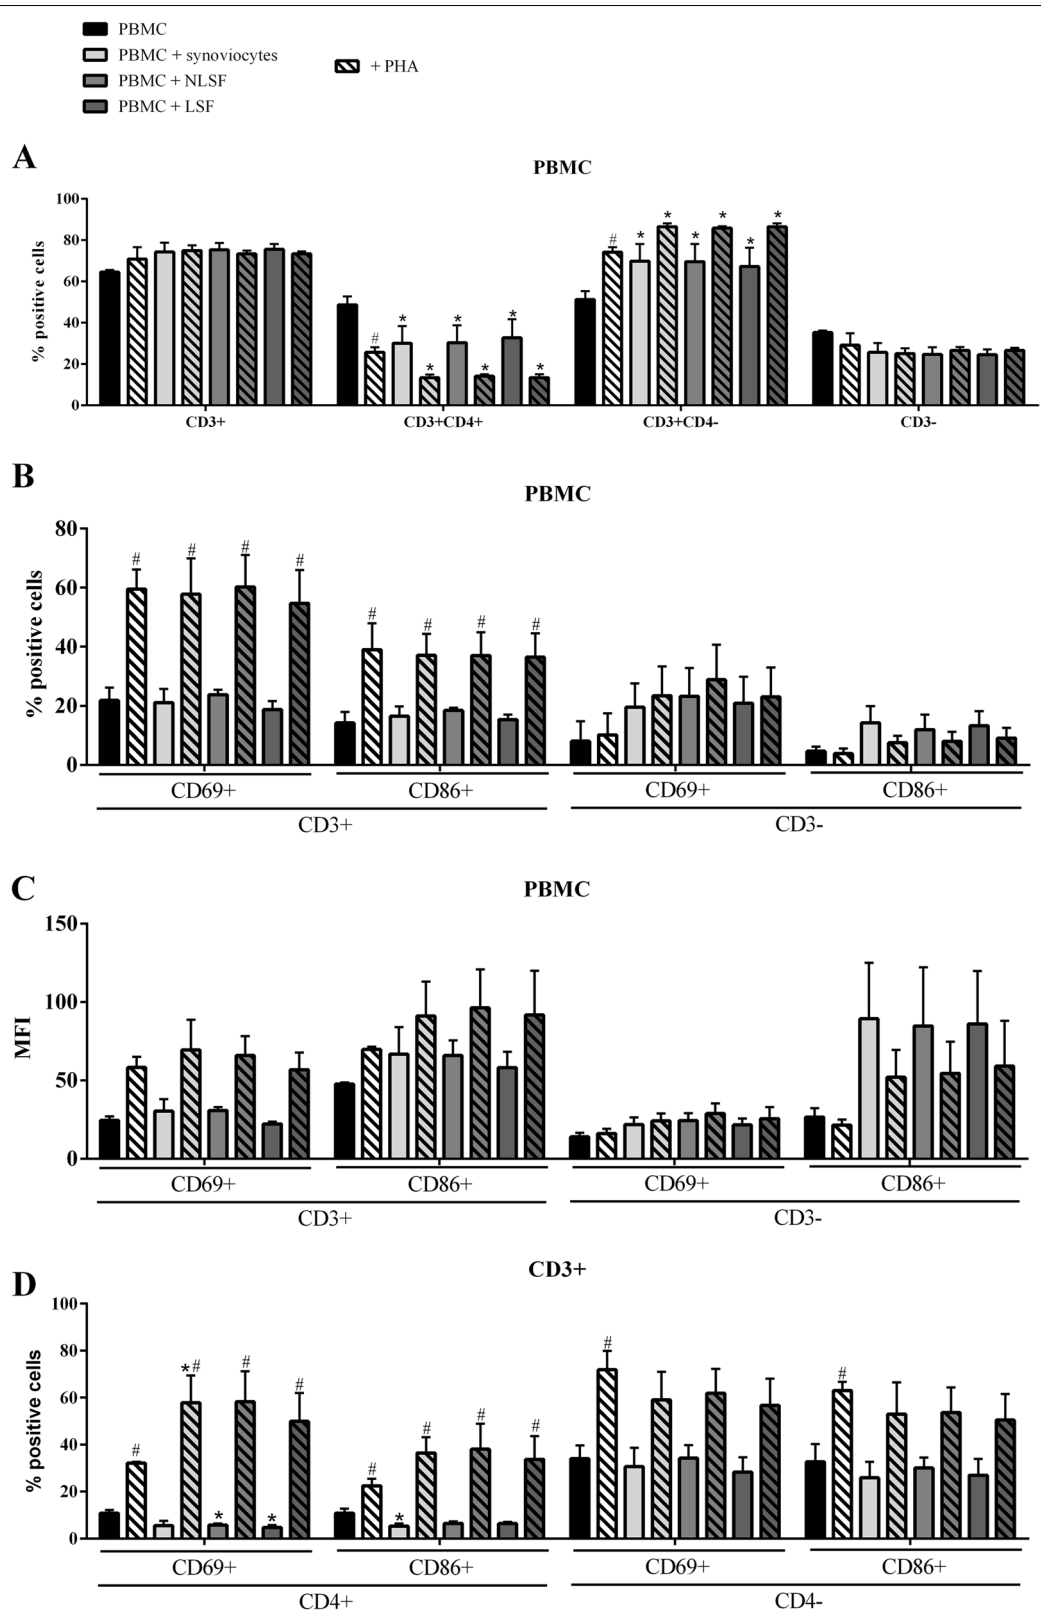 PBMC
PBMC + synoviocytes
PBMC + NLSF
PBMC + LSF
+ PHA
A
PBMC
% positive cells
100
80
60
40
20
0
# * * * * * *
# * * * * * *
CD3+ CD3+CD4+ CD3+CD4- CD3-
B
PBMC
% positive cells
80
60
40
20
0
# # # # # # # #
CD69+ CD86+ CD69+ CD86+
CD3+ CD3-
C
PBMC
MFI
150
100
50
0
CD69+ CD86+ CD69+ CD86+
CD3+ CD3-
D
CD3+
% positive cells
100
80
60
40
20
0
# *# * # * # # * # # # # #
CD69+ CD86+ CD69+ CD86+
CD4+ CD4-